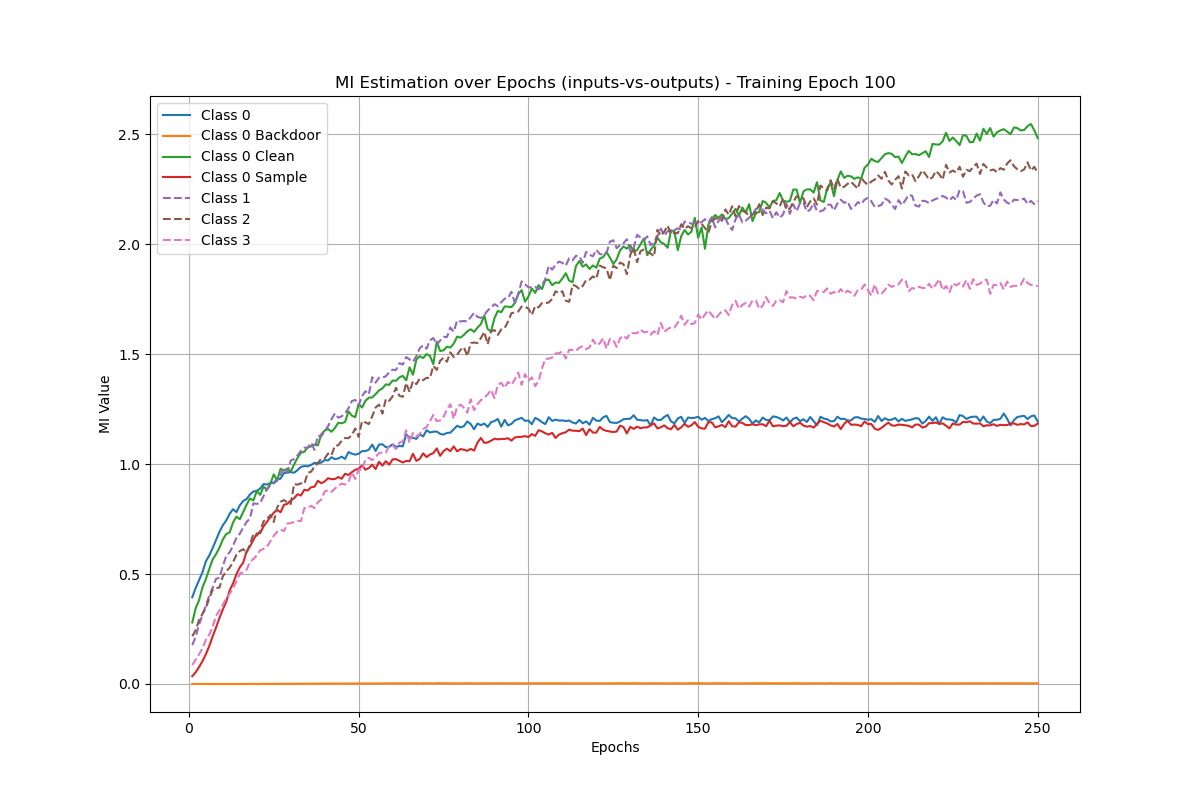 MI Estimation over Epochs (inputs-vs-outputs) - Training Epoch 100
Class 0
Class 0 Backdoor
Class 0 Clean
Class 0 Sample
Class 1
Class 2
Class 3
MI Value
2.5
2.0
1.5
1.0
0.5
0.0
0 50 100 150 200 250
Epochs